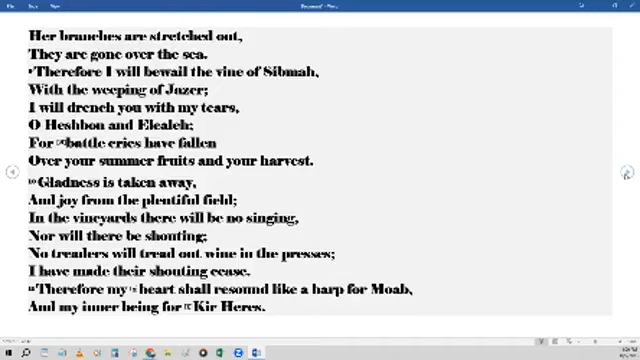 Her branches are stretched out,
They are gone over the sea.
9 Therefore I will bewail the vine of Sibmah,
With the weeping of Jazer;
I will drench you with my tears,
O Heshbon and Elealeh;
For battle cries have fallen
Over your summer fruits and your harvest.
10 Gladness is taken away,
And joy from the plentiful field;
In the vineyards there will be no singing,
Nor will there be shouting;
No treaders will tread out wine in the presses;
I have made their shouting cease.
11 Therefore my heart shall resound like a harp for Moab,
And my inner being for Kir Heres.